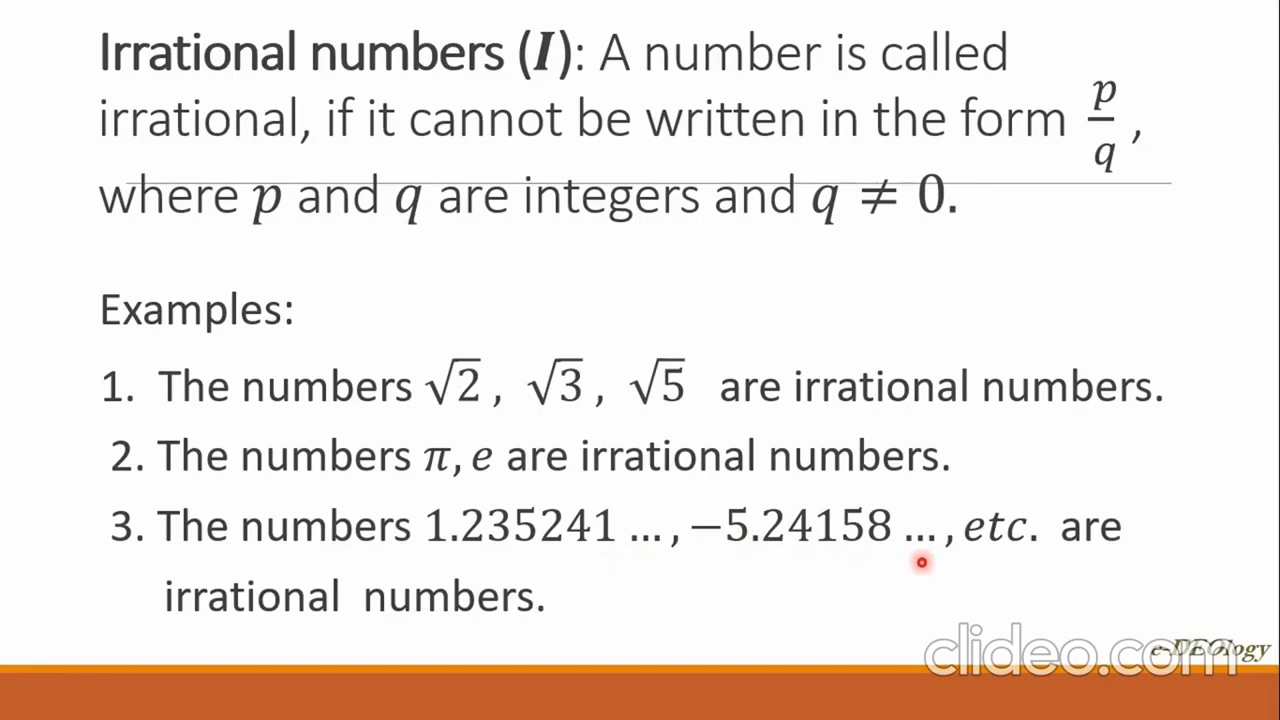 Irrational numbers (I): A number is called
irrational, if it cannot be written in the form p/q ,
where p and q are integers and q ≠ 0.
Examples:
1. The numbers √2 , √3 , √5 are irrational numbers.
2. The numbers π, e are irrational numbers.
3. The numbers 1.235241 … , −5.24158 … , etc. are
irrational numbers.
e-DEOlogy
clideo.com